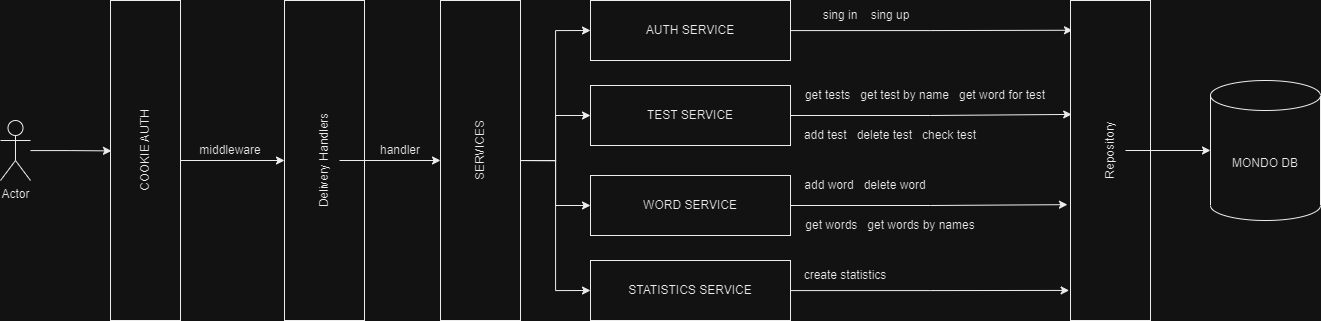 Actor
COOKIE AUTH
middleware
Delivery Handlers
handler
SERVICES
AUTH SERVICE
sing in sing up
TEST SERVICE
get tests get test by name get word for test
add test delete test check test
WORD SERVICE
add word delete word
get words get words by names
STATISTICS SERVICE
create statistics
Repository
MONDO DB